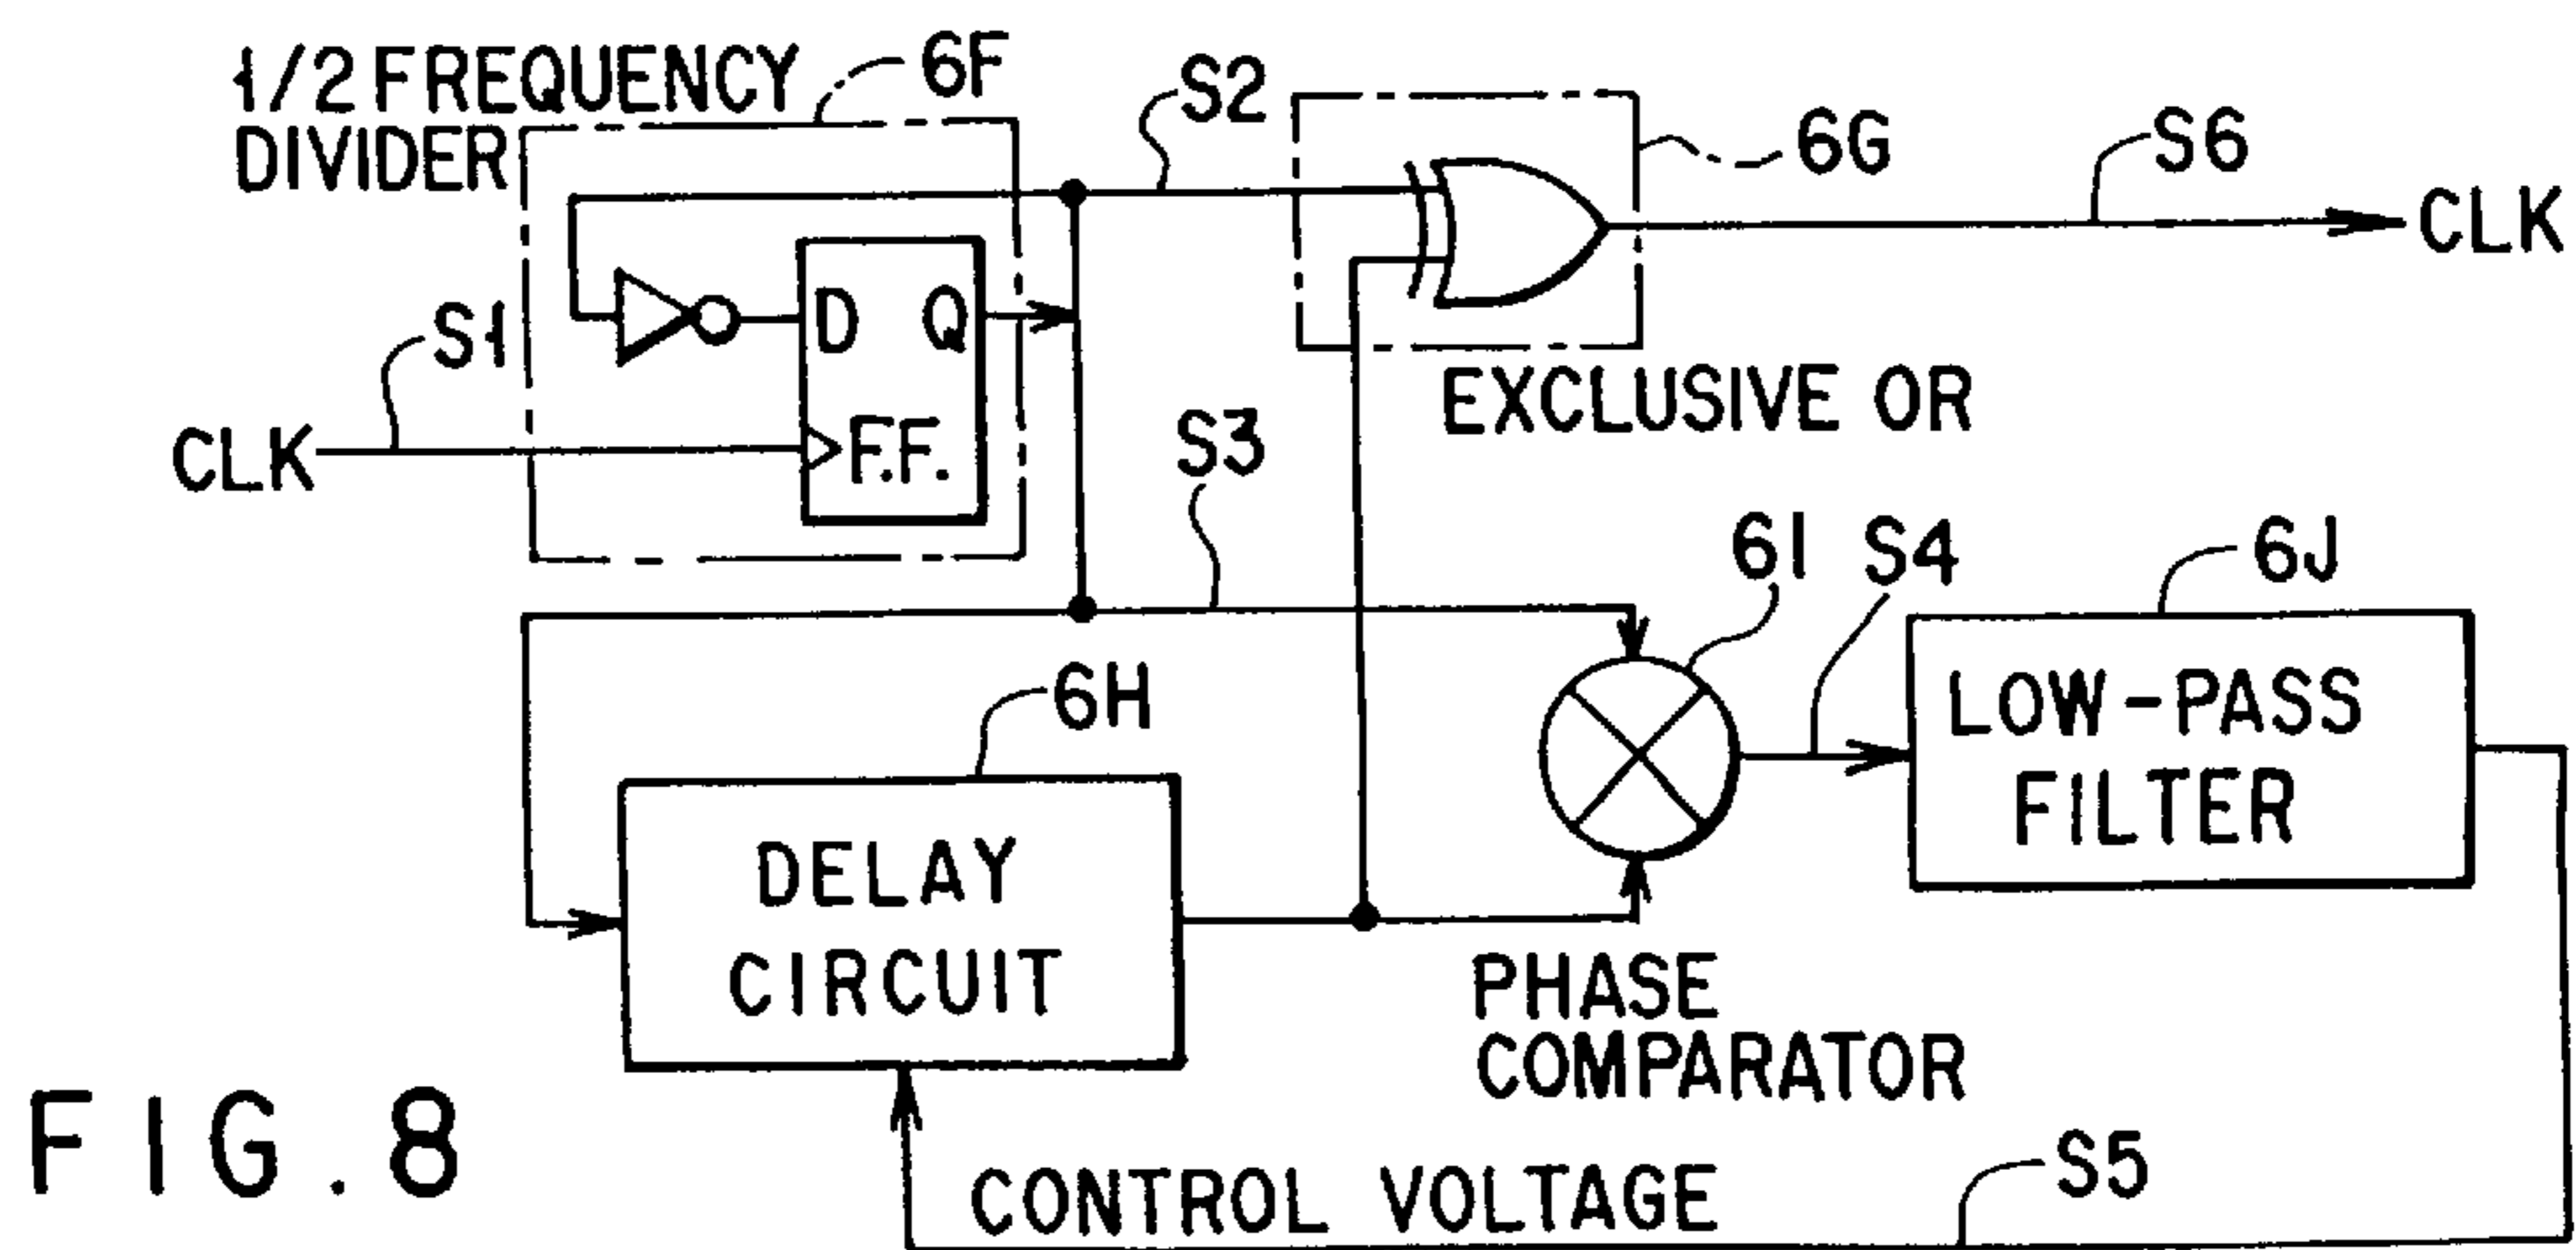 1/2 FREQUENCY
DIVIDER
6F
S2
6G
S6
CLK
S1
D Q
F.F.
CLK
EXCLUSIVE OR
S3
6I
S4
6J
6H
LOW-PASS
FILTER
DELAY
CIRCUIT
PHASE
COMPARATOR
CONTROL VOLTAGE
S5
FIG. 8